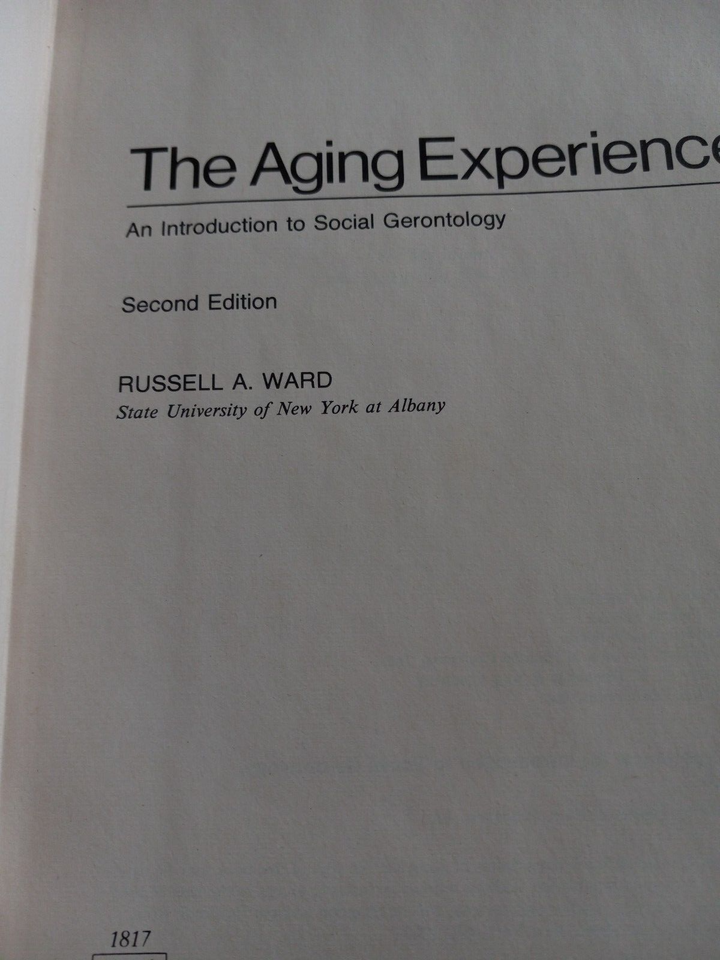 The Aging Experience
An Introduction to Social Gerontology
Second Edition
RUSSELL A. WARD
State University of New York at Albany
1817